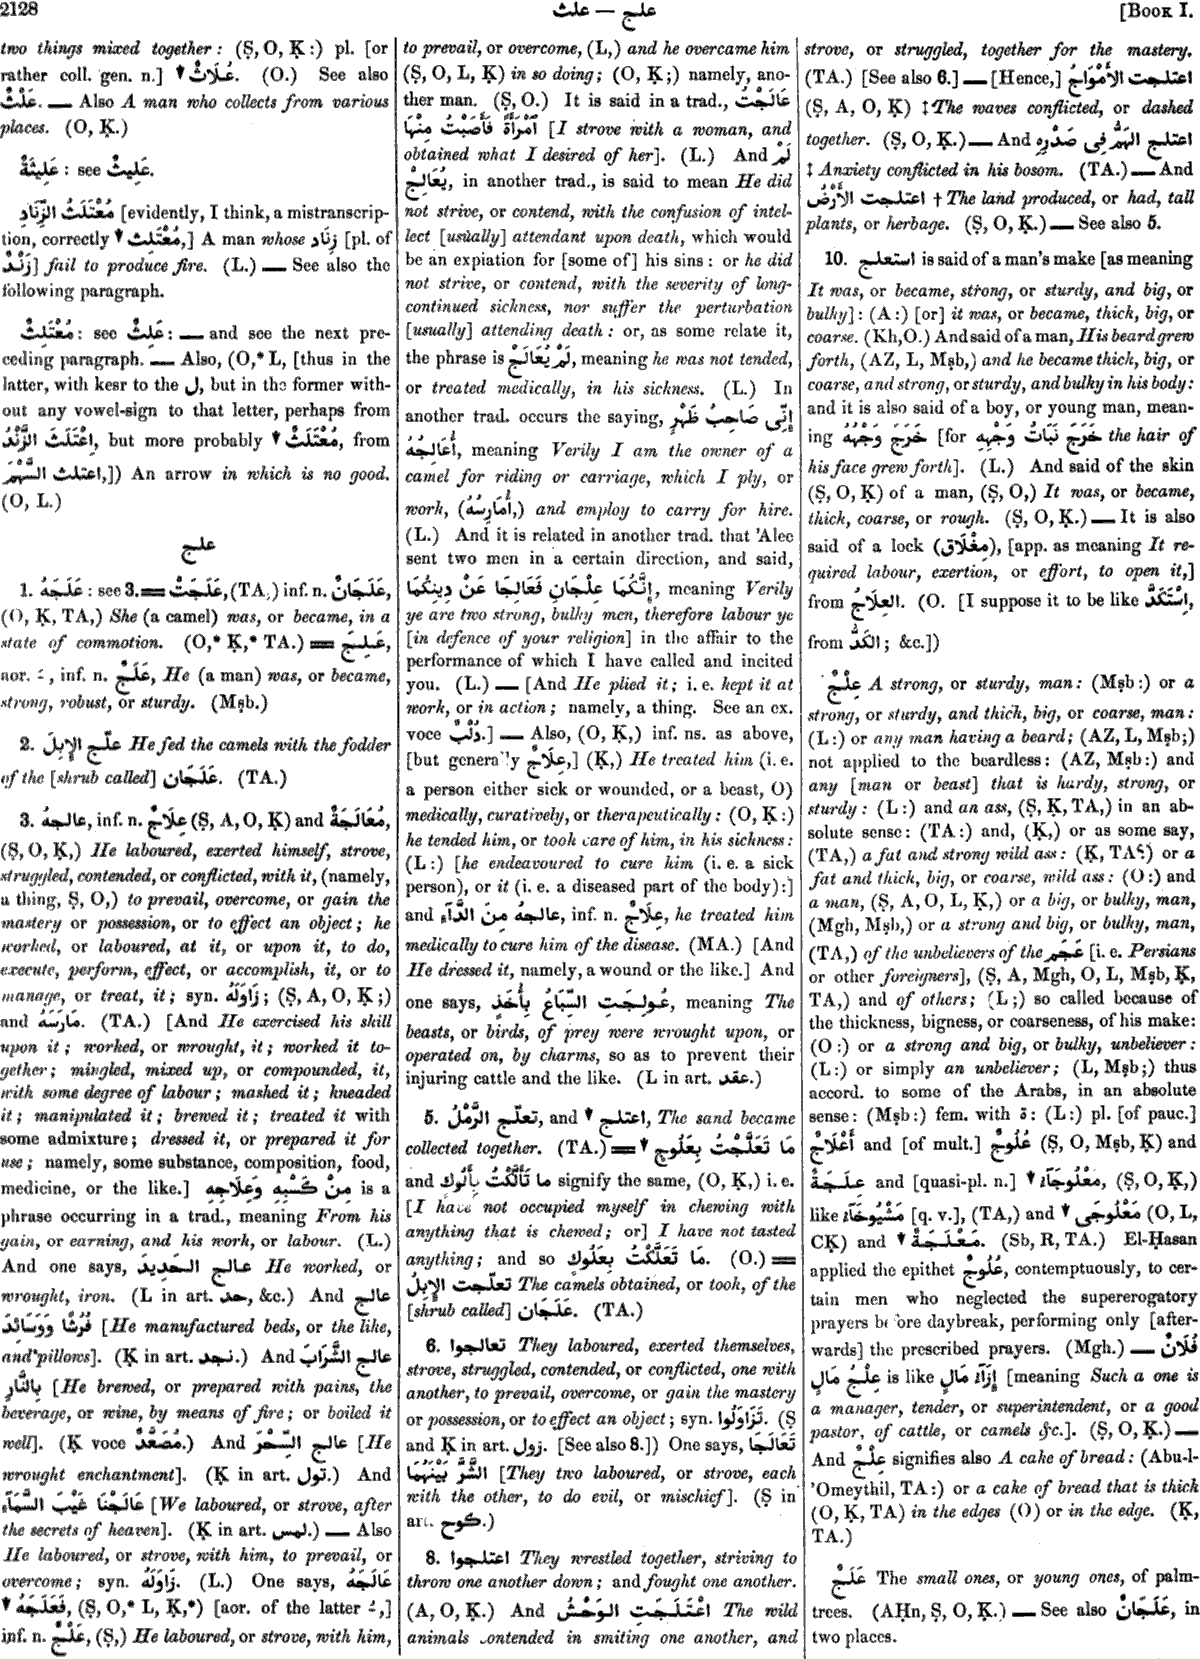 2128
علث — علج
[BOOK I.
two things mixed together: (Ṣ, O, Ḳ:) pl. [or
rather coll. gen. n.] ▾ عُلَاثٌ. (O.) See also
عَلْثٌ. — Also A man who collects from various
places. (O, Ḳ.)
عَلِيثَةٌ : see عَلِيثٌ.
مُعْتَلَثُ الزِّنَادِ [evidently, I think, a mistranscrip-
tion, correctly ▾ مُعْتَلِث,] A man whose زِنَاد [pl. of
زَنْدٌ] fail to produce fire. (L.) — See also the
following paragraph.
مُعْتَلِثٌ: see عَلِثٌ: — and see the next pre-
ceding paragraph. — Also, (O,* L, [thus in the
latter, with kesr to the ل, but in the former with-
out any vowel-sign to that letter, perhaps from
اِعْتَلَثَ الزَّنْدُ, but more probably ▾ مُعْتَلَثٌ, from
اعتلث السَّهْمَ,]) An arrow in which is no good.
(O, L.)
علج
1. عَلَجَهُ : see 3. = عَلَجَتْ, (TA,) inf. n. عَلَجَانٌ,
(O, Ḳ, TA,) She (a camel) was, or became, in a
state of commotion. (O,* Ḳ,* TA.) = عَلِجَ,
aor. ـَ , inf. n. عَلَجٌ, He (a man) was, or became,
strong, robust, or sturdy. (Mṣb.)
2. علّج الإِبِلَ He fed the camels with the fodder
of the [shrub called] عَلَجَان. (TA.)
3. عالجهُ, inf. n. عِلَاجٌ (Ṣ, A, O, Ḳ) and مُعَالَجَةٌ,
(Ṣ, O, Ḳ,) He laboured, exerted himself, strove,
struggled, contended, or conflicted, with it, (namely,
a thing, Ṣ, O,) to prevail, overcome, or gain the
mastery or possession, or to effect an object; he
worked, or laboured, at it, or upon it, to do,
execute, perform, effect, or accomplish, it, or to
manage, or treat, it; syn. زَاوَلَهُ; (Ṣ, A, O, Ḳ;)
and مَارَسَهُ. (TA.) [And He exercised his skill
upon it; worked, or wrought, it; worked it to-
gether; mingled, mixed up, or compounded, it,
with some degree of labour; mashed it; kneaded
it; manipulated it; brewed it; treated it with
some admixture; dressed it, or prepared it for
use; namely, some substance, composition, food,
medicine, or the like.] مِنْ كَسْبِهِ وَعِلَاجِهِ is a
phrase occurring in a trad., meaning From his
gain, or earning, and his work, or labour. (L.)
And one says, عالج الحَدِيدَ He worked, or
wrought, iron. (L in art. حد, &c.) And عالج
فُرُشًا وَوَسَائِدَ [He manufactured beds, or the like,
and pillows]. (Ḳ in art. نجد.) And عالج الشَّرَابَ
بِالنَّارِ [He brewed, or prepared with pains, the
beverage, or wine, by means of fire; or boiled it
well]. (Ḳ voce مُصَعَّدٌ.) And عالج السِّحْرَ [He
wrought enchantment]. (Ḳ in art. تول.) And
عَالَجْنَا غَيْبَ السَّمَآءِ [We laboured, or strove, after
the secrets of heaven]. (Ḳ in art. لمس.) — Also
He laboured, or strove, with him, to prevail, or
overcome; syn. زَاوَلَهُ. (L.) One says, عَالَجَهُ
▾ فَعَلَجَهُ, (Ṣ, O,* L, Ḳ,*) [aor. of the latter ـُ,]
inf. n. عَلْجٌ, (Ṣ,) He laboured, or strove, with him,
to prevail, or overcome, (L,) and he overcame him
(Ṣ, O, L, Ḳ) in so doing; (O, Ḳ;) namely, ano-
ther man. (Ṣ, O.) It is said in a trad., عَالَجْتُ
ٱمْرَأَةً فَأَصَبْتُ مِنْهَا [I strove with a woman, and
obtained what I desired of her]. (L.) And لَمْ
يُعَالِجْ, in another trad., is said to mean He did
not strive, or contend, with the confusion of intel-
lect [usually] attendant upon death, which would
be an expiation for [some of] his sins: or he did
not strive, or contend, with the severity of long-
continued sickness, nor suffer the perturbation
[usually] attending death: or, as some relate it,
the phrase is لَمْ يُعَالَجْ, meaning he was not tended,
or treated medically, in his sickness. (L.) In
another trad. occurs the saying, إِنِّى صَاحِبُ ظَهْرٍ
أُعَالِجُهُ, meaning Verily I am the owner of a
camel for riding or carriage, which I ply, or
work, (أُمَارِسُهُ,) and employ to carry for hire.
(L.) And it is related in another trad. that 'Alee
sent two men in a certain direction, and said,
إِنَّكُمَا عِلْجَانِ فَعَالِجَا عَنْ دِينِكُمَا, meaning Verily
ye are two strong, bulky men, therefore labour ye
[in defence of your religion] in the affair to the
performance of which I have called and incited
you. (L.) — [And He plied it; i. e. kept it at
work, or in action; namely, a thing. See an ex.
voce ذُنَّبٌ.] — Also, (O, Ḳ,) inf. ns. as above,
[but generally عِلَاجٌ,] (Ḳ,) He treated him (i. e.
a person either sick or wounded, or a beast, O)
medically, curatively, or therapeutically: (O, Ḳ:)
he tended him, or took care of him, in his sickness:
(L:) [he endeavoured to cure him (i. e. a sick
person), or it (i. e. a diseased part of the body):]
and عالجهُ مِنَ الدَّآءِ, inf. n. عِلَاجٌ, he treated him
medically to cure him of the disease. (MA.) [And
He dressed it, namely, a wound or the like.] And
one says, عُولِجَتِ السِّبَاعُ بِأُخَذٍ, meaning The
beasts, or birds, of prey were wrought upon, or
operated on, by charms, so as to prevent their
injuring cattle and the like. (L in art. عقد.)
5. تعلّج الرَّمْلُ, and ▾ اعتلج, The sand became
collected together. (TA.) = ▾ مَا تَعَلَّجْتُ بِعَلُوجٍ
and ما تَأَلَّكْتُ بِأَلُوكٍ signify the same, (O, Ḳ,) i. e.
[I have not occupied myself in chewing with
anything that is chewed; or] I have not tasted
anything; and so مَا تَعَلَّكْتُ بِعَلُوكٍ. (O.) =
تعلّجت الإِبِلُ The camels obtained, or took, of the
[shrub called] عَلَجَان. (TA.)
6. تعالجوا They laboured, exerted themselves,
strove, struggled, contended, or conflicted, one with
another, to prevail, overcome, or gain the mastery
or possession, or to effect an object; syn. تَزَاوَلُوا. (Ṣ
and Ḳ in art. زول. [See also 8.]) One says, تَعَالَجَا
الشَّرَّ بَيْنَهُمَا [They two laboured, or strove, each
with the other, to do evil, or mischief]. (Ṣ in
art. كوح.)
8. اعتلجوا They wrestled together, striving to
throw one another down; and fought one another.
(A, O, Ḳ.) And اعْتَلَجَتِ الوَحْشُ The wild
animals contended in smiting one another, and
strove, or struggled, together for the mastery.
(TA.) [See also 6.] — [Hence,] اعتلجت الأَمْوَاجُ
(Ṣ, A, O, Ḳ) ‡ The waves conflicted, or dashed
together. (Ṣ, O, Ḳ.) — And اعتلج الهَمُّ فِى صَدْرِهِ
‡ Anxiety conflicted in his bosom. (TA.) — And
اعتلجت الأَرْضُ † The land produced, or had, tall
plants, or herbage. (Ṣ, O, Ḳ.) — See also 5.
10. استعلج is said of a man's make [as meaning
It was, or became, strong, or sturdy, and big, or
bulky]: (A:) [or] it was, or became, thick, big, or
coarse. (Kh, O.) And said of a man, His beard grew
forth, (AZ, L, Mṣb,) and he became thick, big, or
coarse, and strong, or sturdy, and bulky in his body:
and it is also said of a boy, or young man, mean-
ing خَرَجَ وَجْهُهُ [for خَرَجَ نَبَاتُ وَجْهِهِ the hair of
his face grew forth]. (L.) And said of the skin
(Ṣ, O, Ḳ) of a man, (Ṣ, O,) It was, or became,
thick, coarse, or rough. (Ṣ, O, Ḳ.) — It is also
said of a lock (مِغْلَاق), [app. as meaning It re-
quired labour, exertion, or effort, to open it,]
from العِلَاجُ. (O. [I suppose it to be like اِسْتَكَدَّ,
from الكَدُّ; &c.])
عِلْجٌ A strong, or sturdy, man: (Mṣb:) or a
strong, or sturdy, and thick, big, or coarse, man:
(L:) or any man having a beard; (AZ, L, Mṣb;)
not applied to the beardless: (AZ, Mṣb:) and
any [man or beast] that is hardy, strong, or
sturdy: (L:) and an ass, (Ṣ, Ḳ, TA,) in an ab-
solute sense: (TA:) and, (Ḳ,) or as some say,
(TA,) a fat and strong wild ass: (Ḳ, TA:) or a
fat and thick, big, or coarse, wild ass: (O:) and
a man, (Ṣ, A, O, L, Ḳ,) or a big, or bulky, man,
(Mgh, Mṣb,) or a strong and big, or bulky, man,
(TA,) of the unbelievers of the عَجَم [i. e. Persians
or other foreigners], (Ṣ, A, Mgh, O, L, Mṣb, Ḳ,
TA,) and of others; (L;) so called because of
the thickness, bigness, or coarseness, of his make:
(O:) or a strong and big, or bulky, unbeliever:
(L:) or simply an unbeliever; (L, Mṣb;) thus
accord. to some of the Arabs, in an absolute
sense: (Mṣb:) fem. with ة: (L:) pl. [of pauc.]
أَعْلَاجٌ and [of mult.] عُلُوجٌ (Ṣ, O, Mṣb, Ḳ) and
عِلَجَةٌ and [quasi-pl. n.] ▾ مَعْلُوجَآءُ, (Ṣ, O, Ḳ,)
like مَشْيُوخَآءُ [q. v.], (TA,) and ▾ مَعْلُوجَى (O, L,
CḲ) and ▾ مَعْلَجَةٌ. (Sb, R, TA.) El-Ḥasan
applied the epithet عُلُوجٌ, contemptuously, to cer-
tain men who neglected the supererogatory
prayers before daybreak, performing only [after-
wards] the prescribed prayers. (Mgh.) — فُلَانٌ
عِلْجُ مَالٍ is like إِزَآءُ مَالٍ [meaning Such a one is
a manager, tender, or superintendent, or a good
pastor, of cattle, or camels &c.]. (Ṣ, O, Ḳ.) —
And عِلْجٌ signifies also A cake of bread: (Abu-l-
'Omeythil, TA:) or a cake of bread that is thick
(O, Ḳ, TA) in the edges (O) or in the edge. (Ḳ,
TA.)
عَلَجٌ The small ones, or young ones, of palm-
trees. (AḤn, Ṣ, O, Ḳ.) — See also عَلَجَانٌ, in
two places.